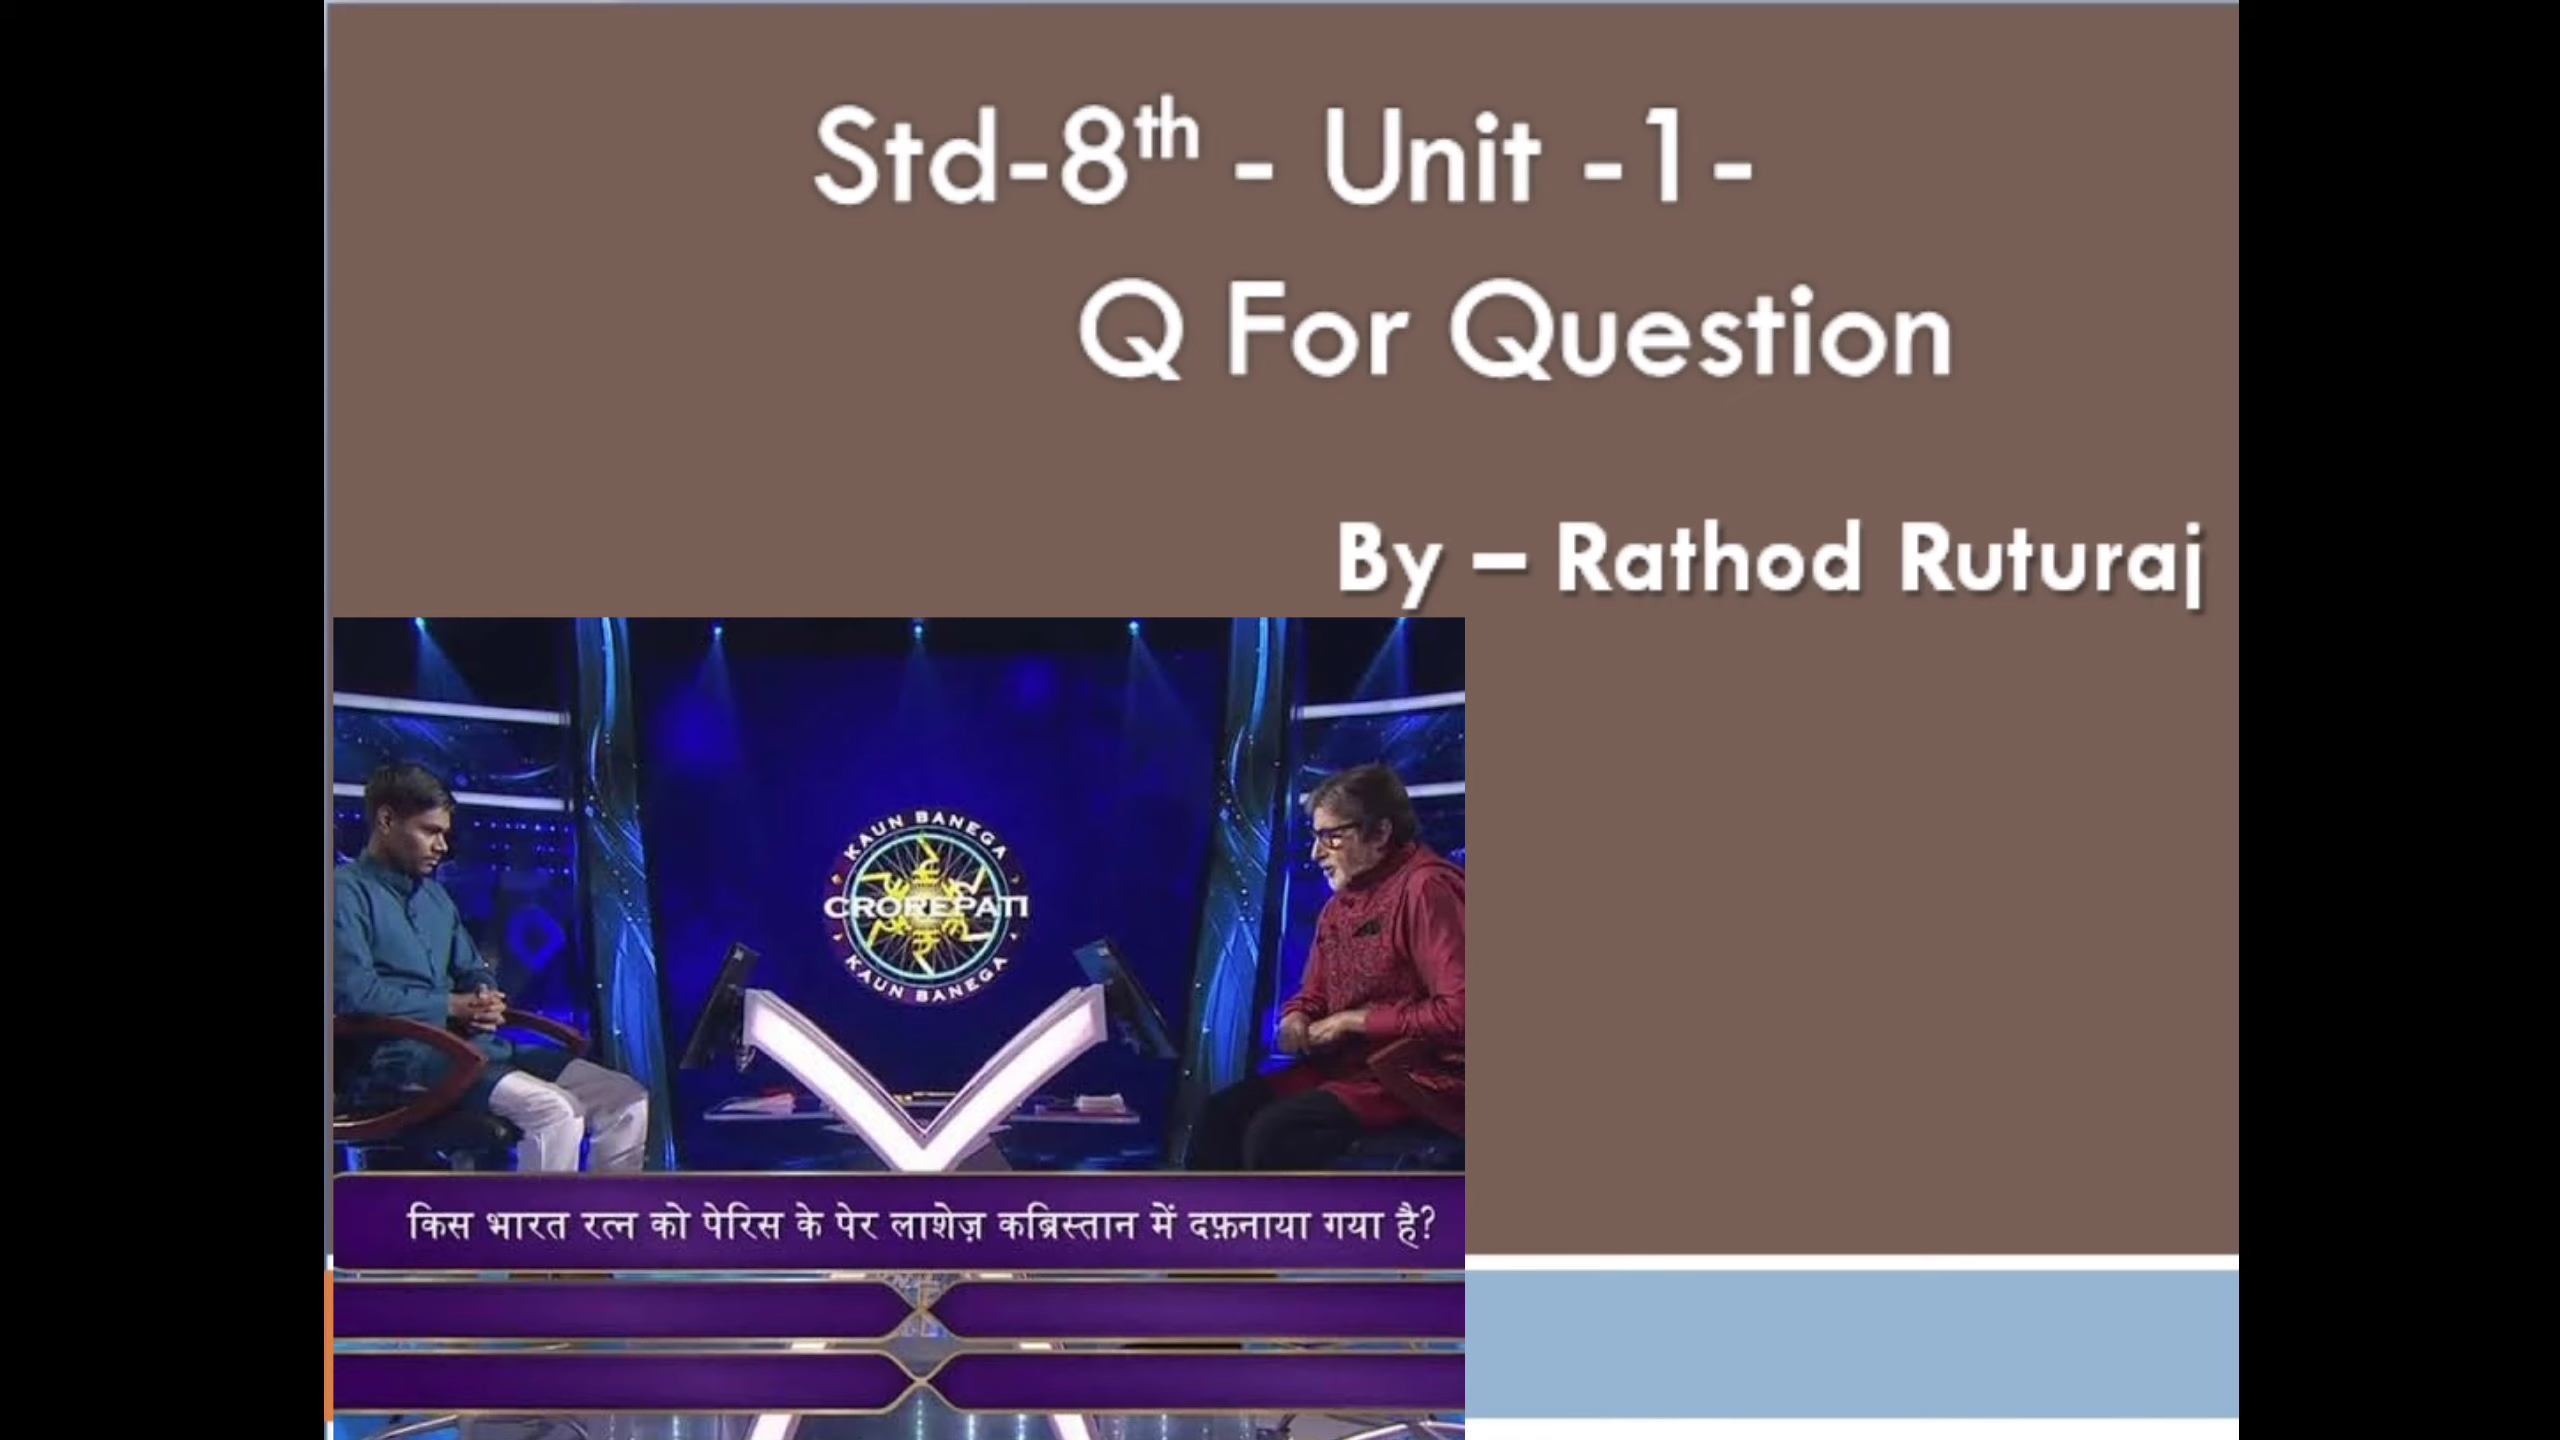 Std-8th - Unit -1-
Q For Question
By – Rathod Ruturaj
KAUN BANEGA
CROREPATI
KAUN BANEGA
किस भारत रत्न को पेरिस के पेर लाशेज़ कब्रिस्तान में दफ़नाया गया है?